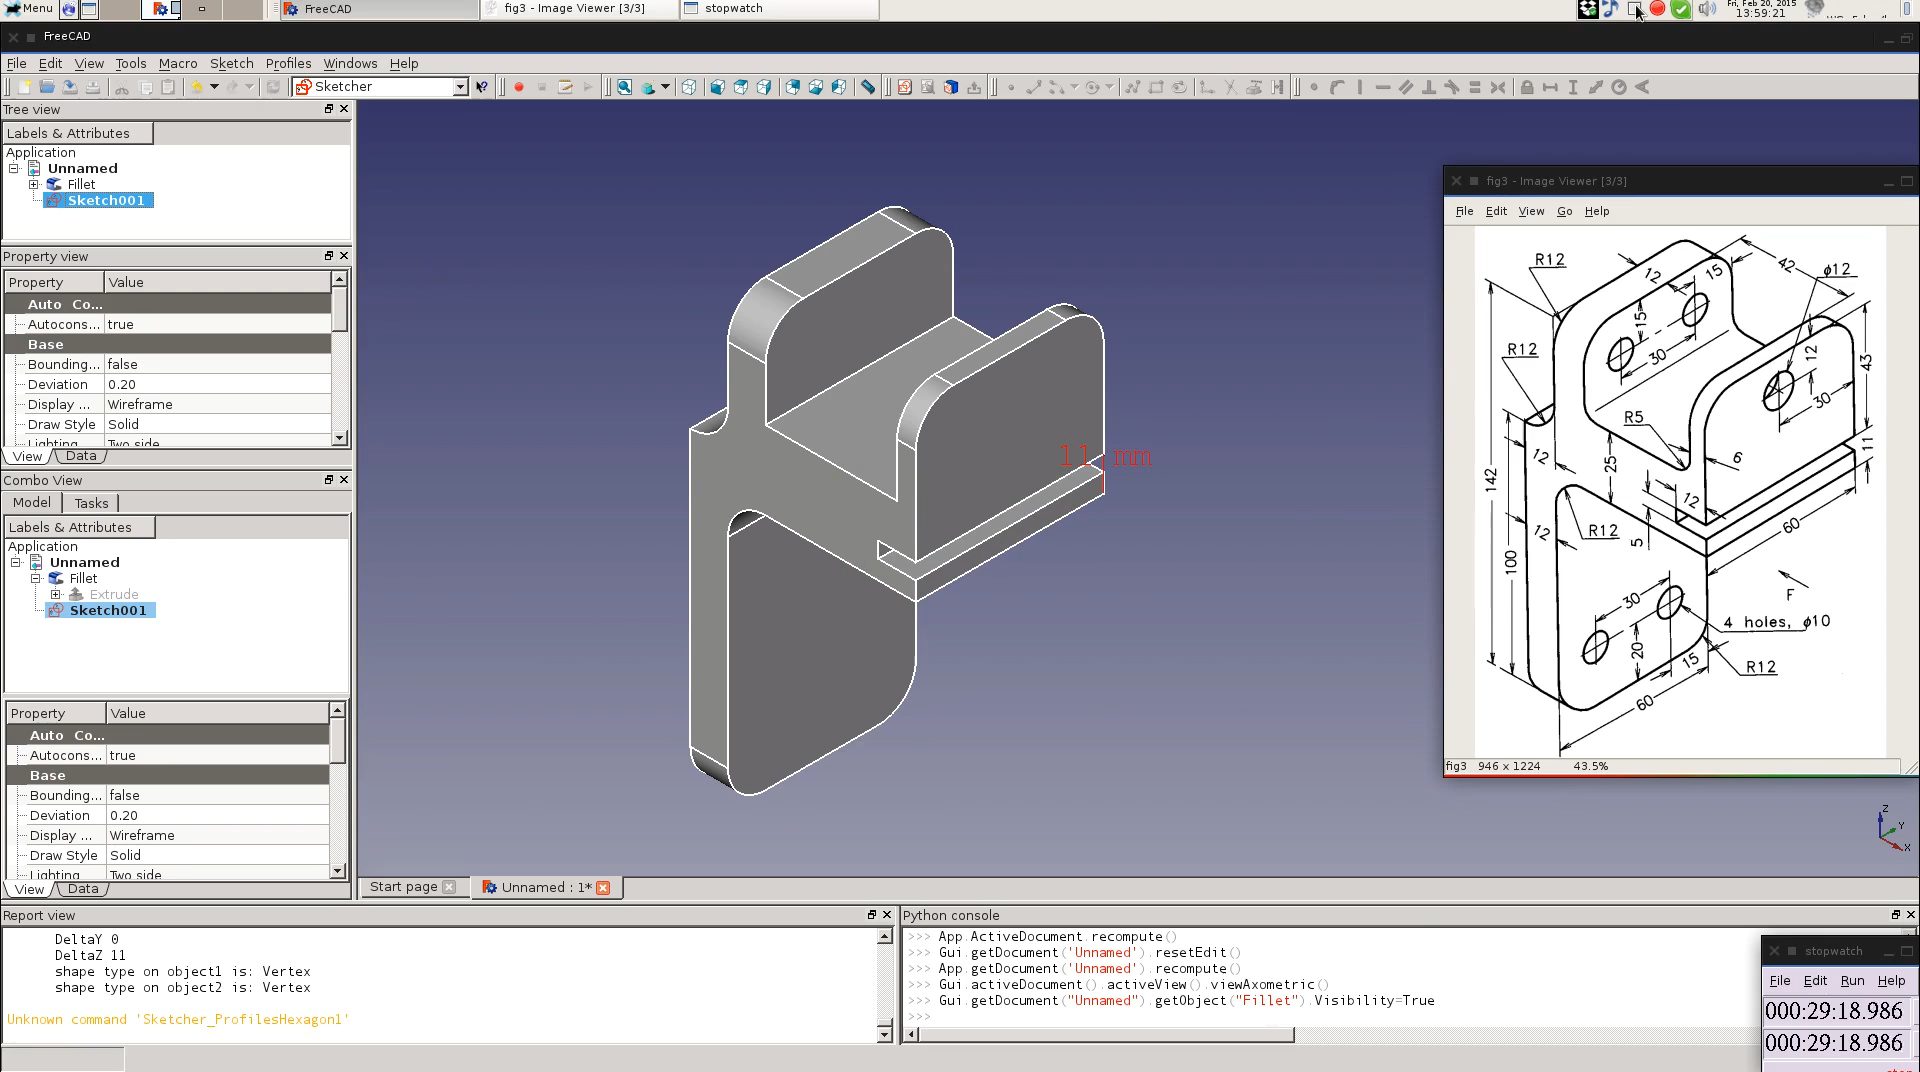 Menu
FreeCAD
fig3 - Image Viewer [3/3]
stopwatch
Fri, Feb 20, 2015
13:59:21
FreeCAD
File Edit View Tools Macro Sketch Profiles Windows Help
Sketcher
Tree view
Labels & Attributes
Application
Unnamed
Fillet
Sketch001
Property view
Property Value
Auto Co...
Autocons... true
Base
Bounding... false
Deviation 0.20
Display ... Wireframe
Draw Style Solid
Lighting Two side
View Data
Combo View
Model Tasks
Labels & Attributes
Application
Unnamed
Fillet
Extrude
Sketch001
Property Value
Auto Co...
Autocons... true
Base
Bounding... false
Deviation 0.20
Display ... Wireframe
Draw Style Solid
Lighting Two side
View Data
11 mm
fig3 - Image Viewer [3/3]
File Edit View Go Help
R12
12
15
42
ϕ12
15
30
R12
12
43
30
R5
6
11
12
25
142
12
R12
12
5
60
100
F
30
4 holes, ϕ10
20
15
R12
60
fig3 946 x 1224 43.5%
Z
Y
X
Start page
Unnamed : 1*
Report view
DeltaY 0
DeltaZ 11
shape type on object1 is: Vertex
shape type on object2 is: Vertex
Unknown command 'Sketcher_ProfilesHexagon1'
Python console
>>> App.ActiveDocument.recompute()
>>> Gui.getDocument('Unnamed').resetEdit()
>>> App.getDocument('Unnamed').recompute()
>>> Gui.activeDocument().activeView().viewAxometric()
>>> Gui.getDocument("Unnamed").getObject("Fillet").Visibility=True
>>>
stopwatch
File Edit Run Help
000:29:18.986
000:29:18.986